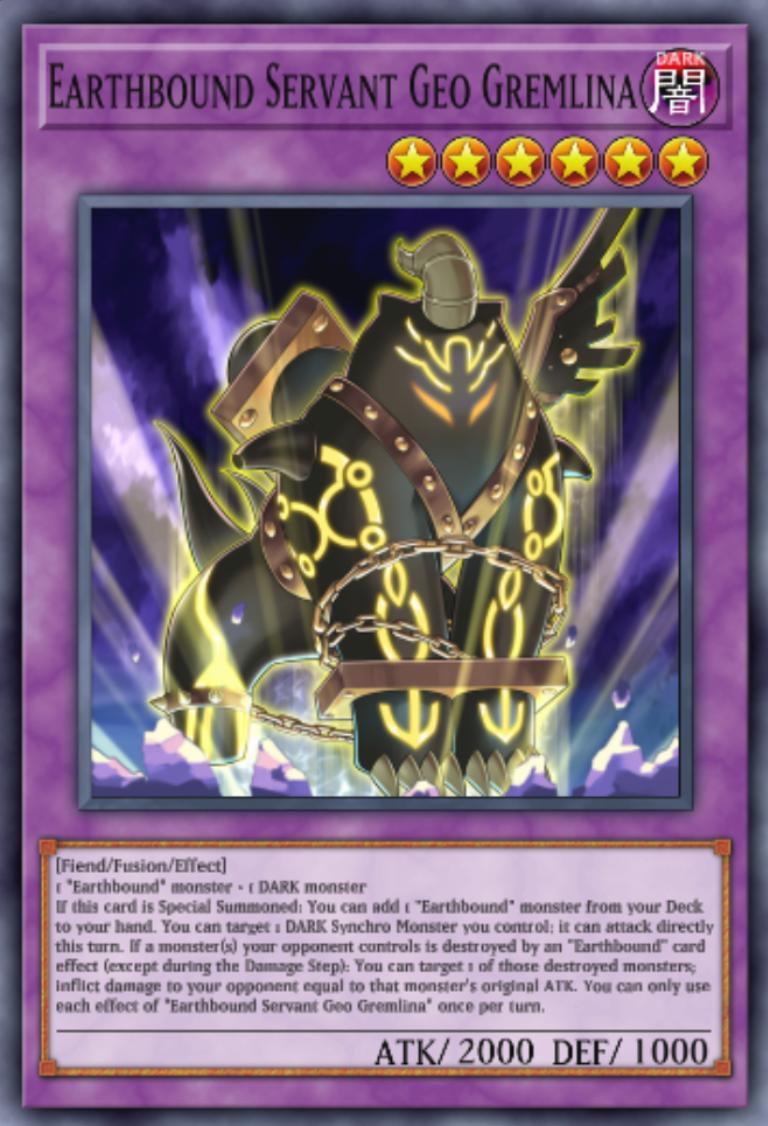 EARTHBOUND SERVANT GEO GREMLINA
DARK
闇
[Fiend/Fusion/Effect]
1 "Earthbound" monster + 1 DARK monster
If this card is Special Summoned: You can add 1 "Earthbound" monster from your Deck
to your hand. You can target 1 DARK Synchro Monster you control; it can attack directly
this turn. If a monster(s) your opponent controls is destroyed by an "Earthbound" card
effect (except during the Damage Step): You can target 1 of those destroyed monsters;
inflict damage to your opponent equal to that monster's original ATK. You can only use
each effect of "Earthbound Servant Geo Gremlina" once per turn.
ATK/ 2000 DEF/ 1000